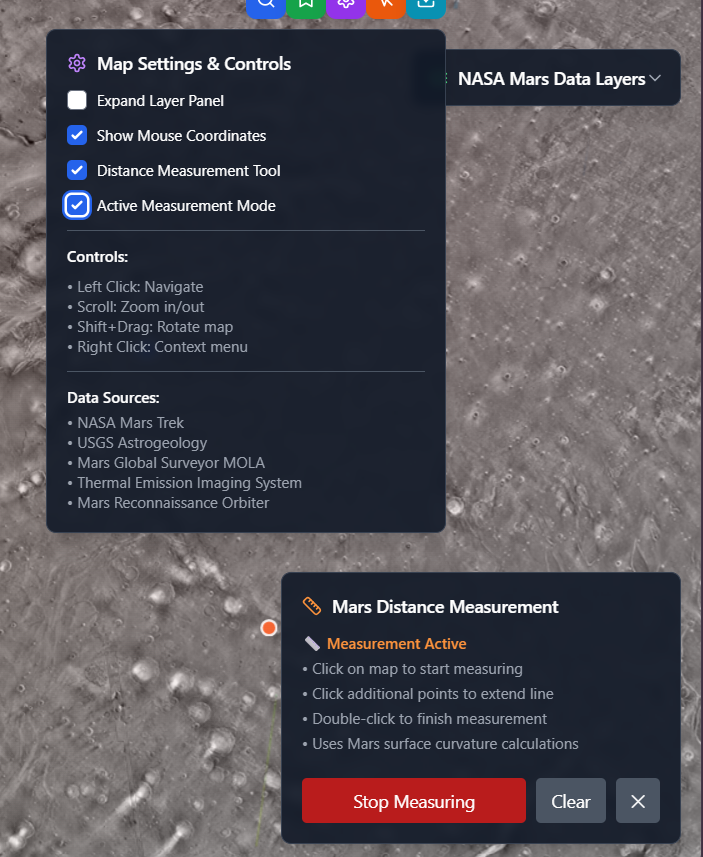 Map Settings & Controls
NASA Mars Data Layers
Expand Layer Panel
Show Mouse Coordinates
Distance Measurement Tool
Active Measurement Mode
Controls:
• Left Click: Navigate
• Scroll: Zoom in/out
• Shift+Drag: Rotate map
• Right Click: Context menu
Data Sources:
• NASA Mars Trek
• USGS Astrogeology
• Mars Global Surveyor MOLA
• Thermal Emission Imaging System
• Mars Reconnaissance Orbiter
Mars Distance Measurement
Measurement Active
• Click on map to start measuring
• Click additional points to extend line
• Double-click to finish measurement
• Uses Mars surface curvature calculations
Stop Measuring
Clear